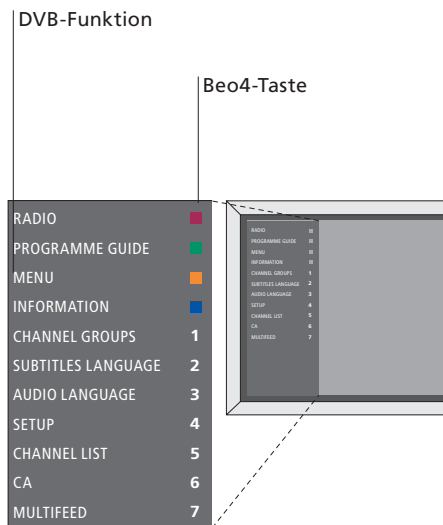 DVB-Funktion
Beo4-Taste
RADIO
PROGRAMME GUIDE
MENU
INFORMATION
CHANNEL GROUPS 1
SUBTITLES LANGUAGE 2
AUDIO LANGUAGE 3
SETUP 4
CHANNEL LIST 5
CA 6
MULTIFEED 7
RADIO
PROGRAMME GUIDE
MENU
INFORMATION
CHANNEL GROUPS 1
SUBTITLES LANGUAGE 2
AUDIO LANGUAGE 3
SETUP 4
CHANNEL LIST 5
CA 6
MULTIFEED 7